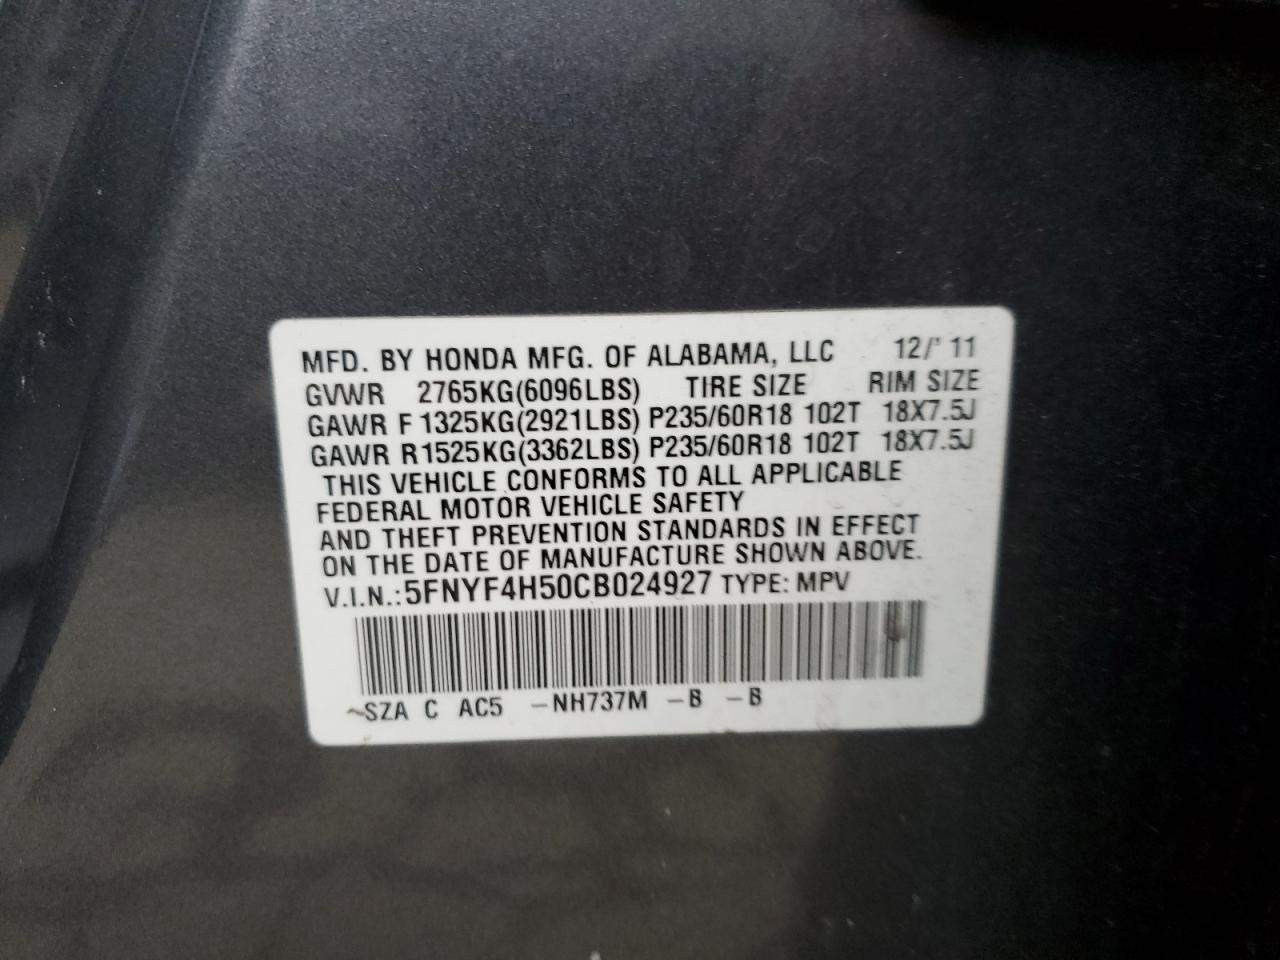 MFD. BY HONDA MFG. OF ALABAMA, LLC 12/'11
GVWR 2765KG(6096LBS) TIRE SIZE RIM SIZE
GAWR F 1325KG(2921LBS) P235/60R18 102T 18X7.5J
GAWR R1525KG(3362LBS) P235/60R18 102T 18X7.5J
THIS VEHICLE CONFORMS TO ALL APPLICABLE
FEDERAL MOTOR VEHICLE SAFETY
AND THEFT PREVENTION STANDARDS IN EFFECT
ON THE DATE OF MANUFACTURE SHOWN ABOVE.
V.I.N.:5FNYF4H50CB024927 TYPE: MPV
SZA C AC5 -NH737M -B -B